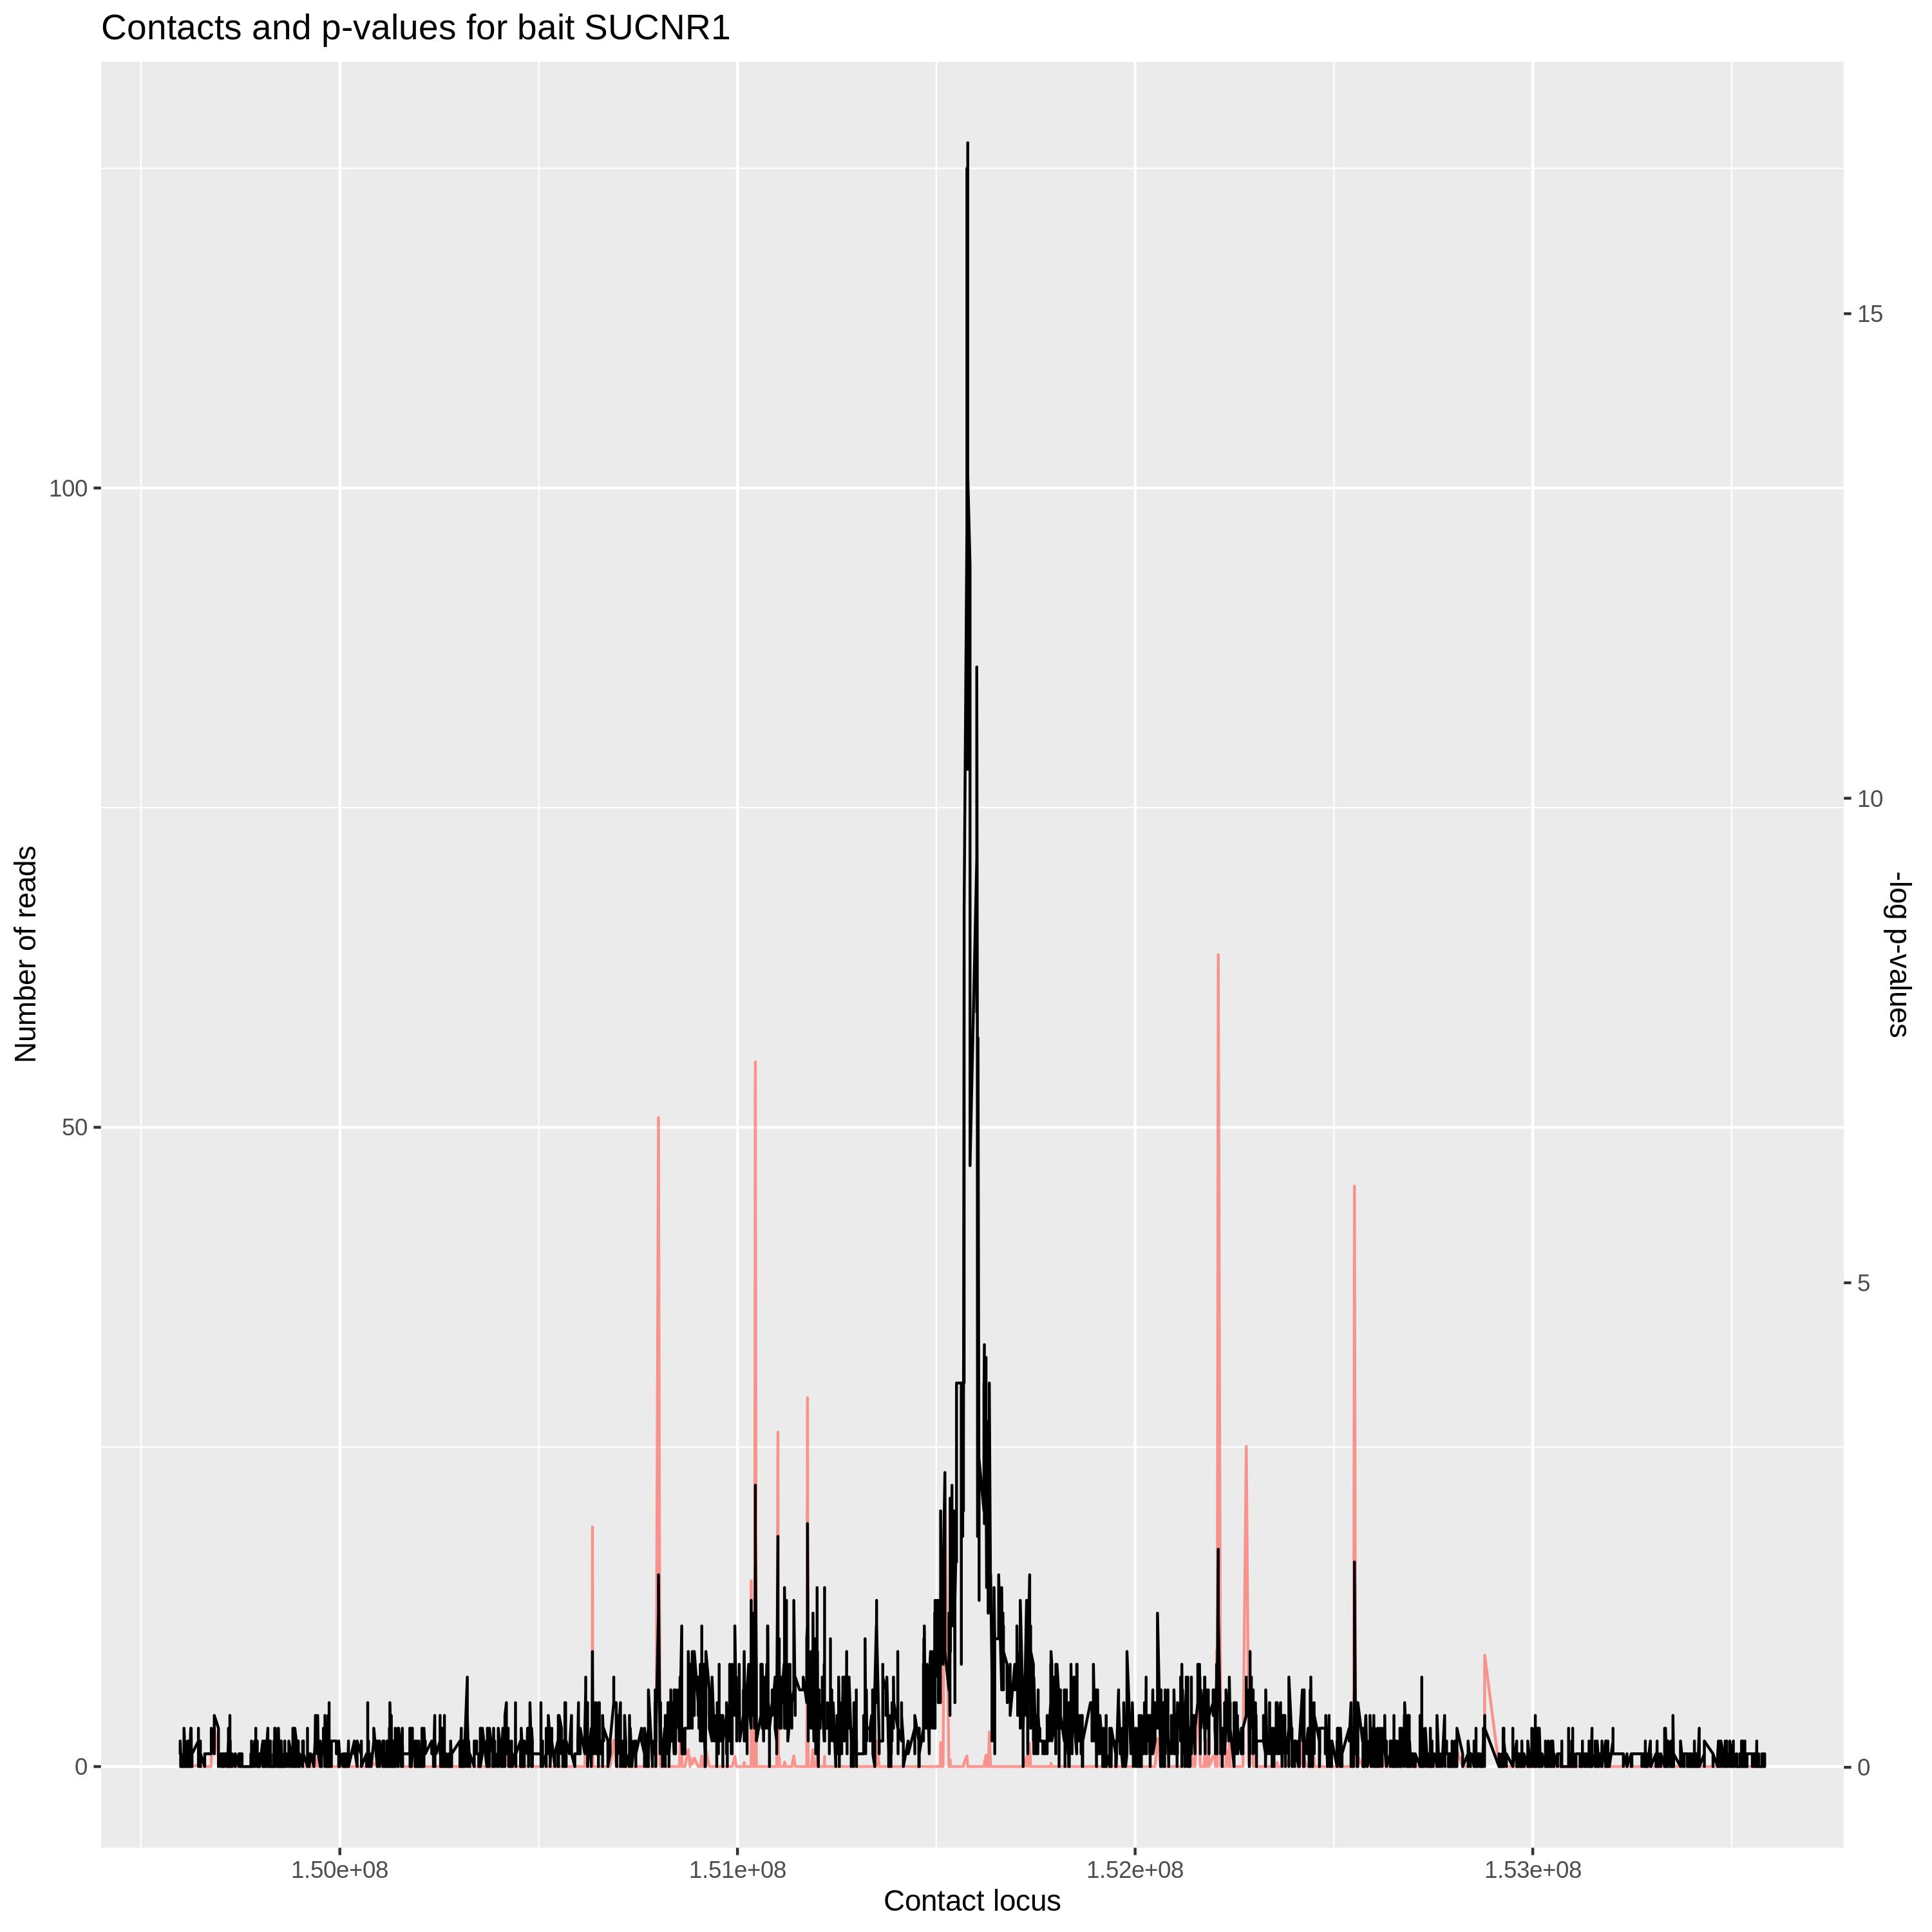 Contacts and p-values for bait SUCNR1
Number of reads
100
50
0
15
10
5
0
-log p-values
1.50e+08 1.51e+08 1.52e+08 1.53e+08
Contact locus